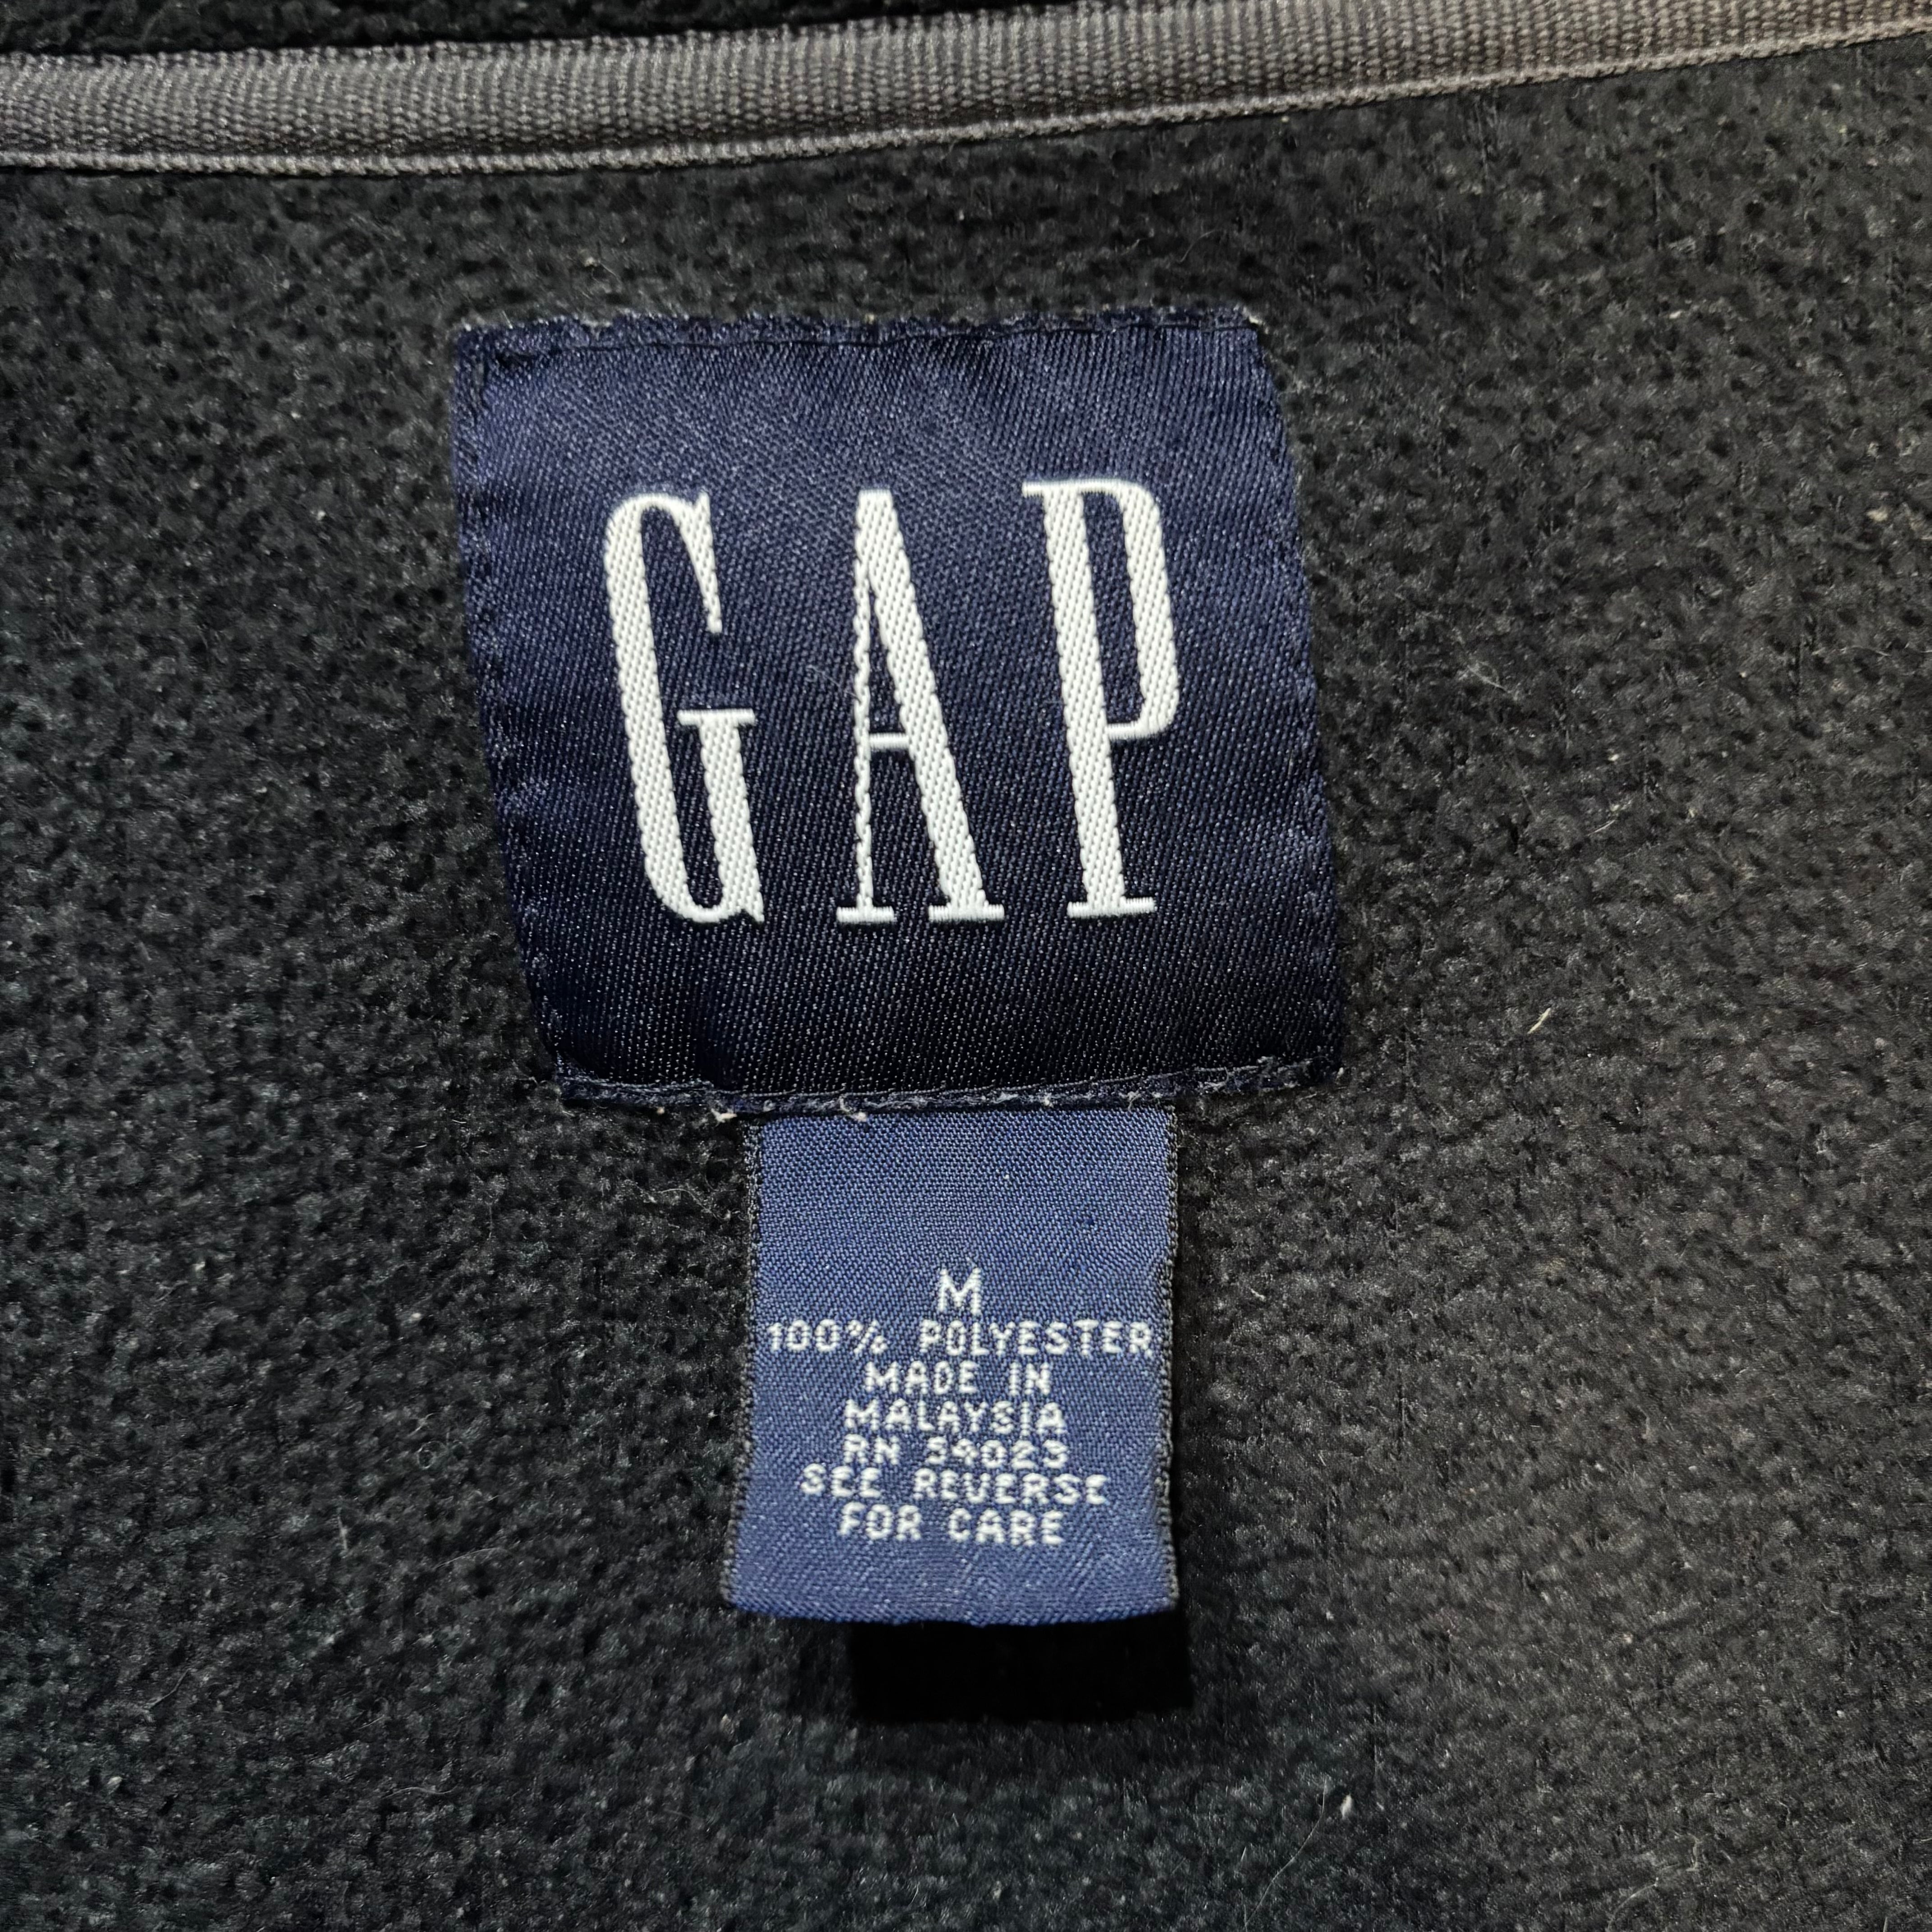 GAP
M
100% POLYESTER
MADE IN
MALAYSIA
RN 54023
SEE REVERSE
FOR CARE